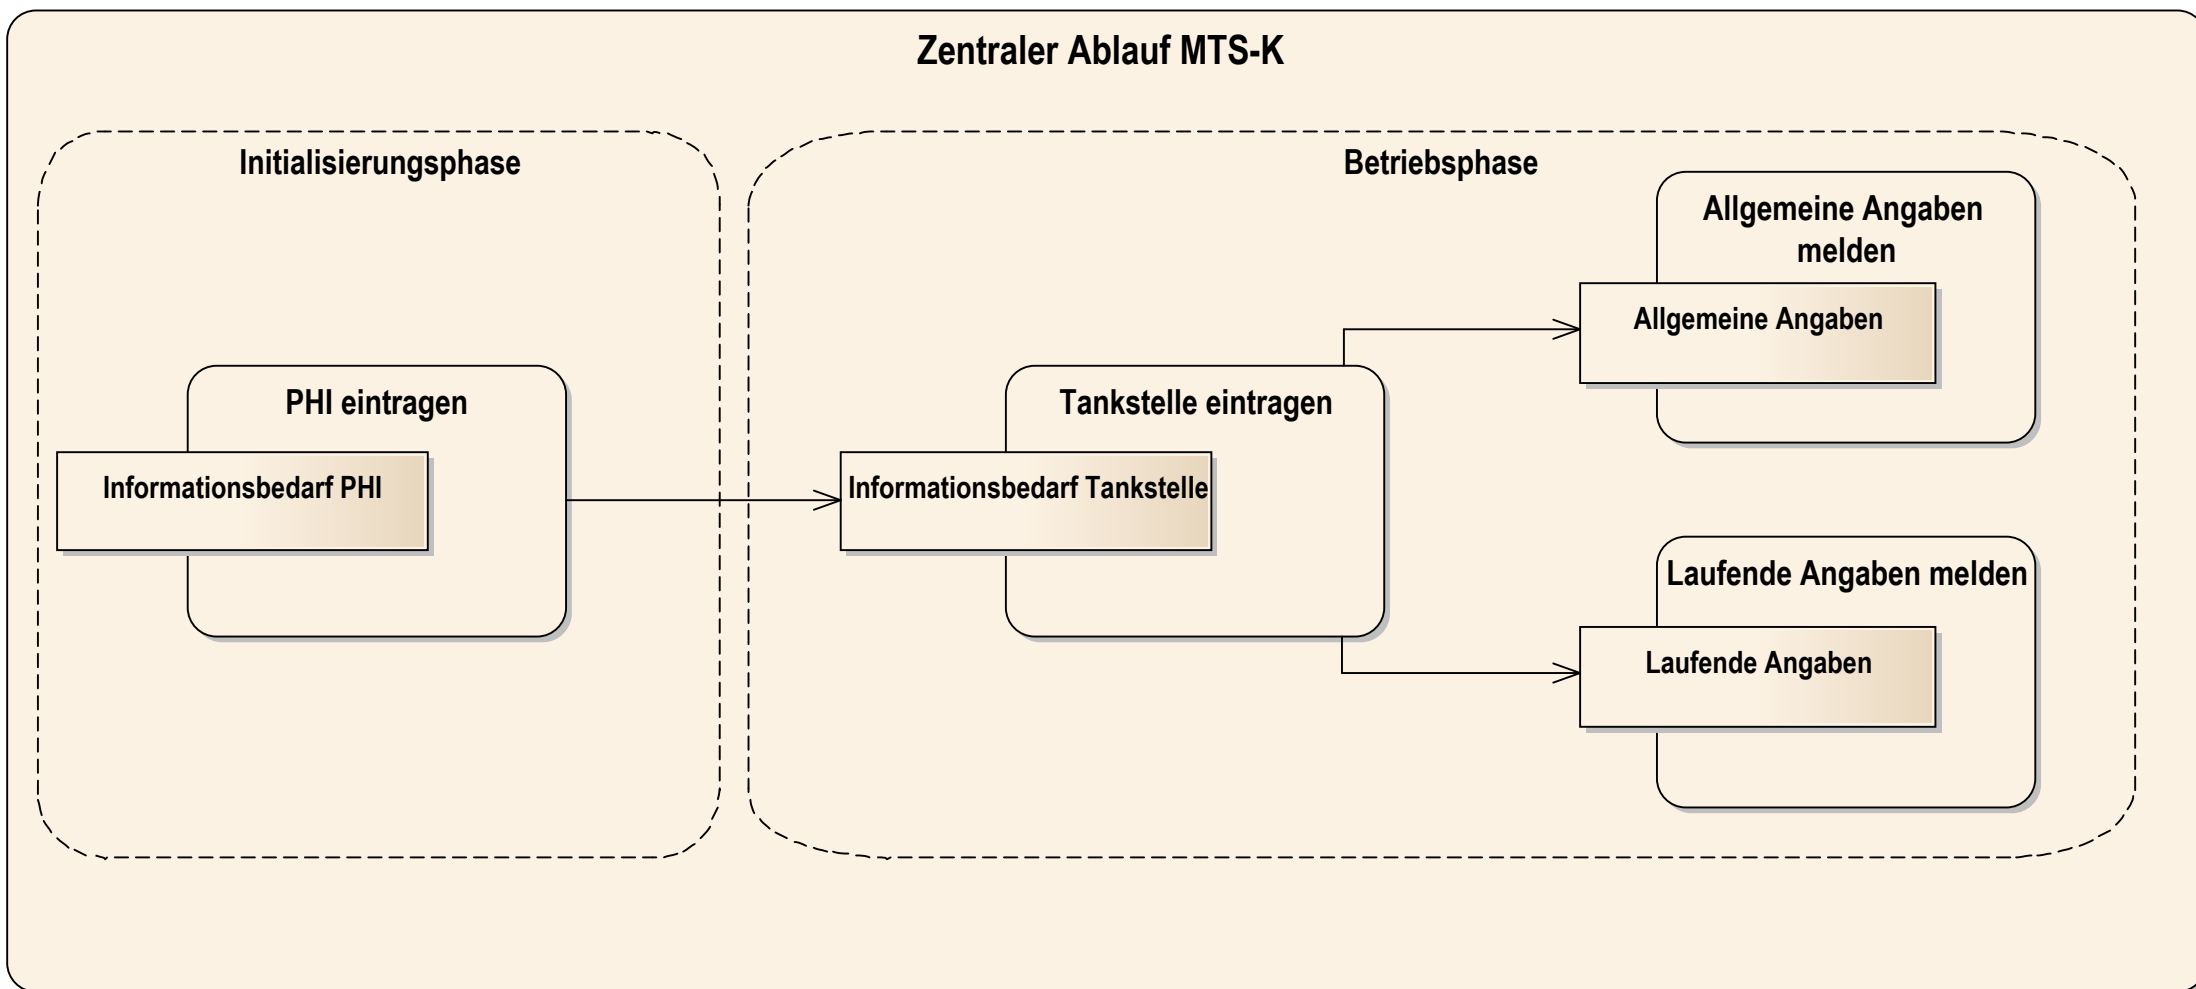 Zentraler Ablauf MTS-K
Initialisierungsphase
PHI eintragen
Informationsbedarf PHI
Betriebsphase
Tankstelle eintragen
Informationsbedarf Tankstelle
Allgemeine Angaben
melden
Allgemeine Angaben
Laufende Angaben melden
Laufende Angaben